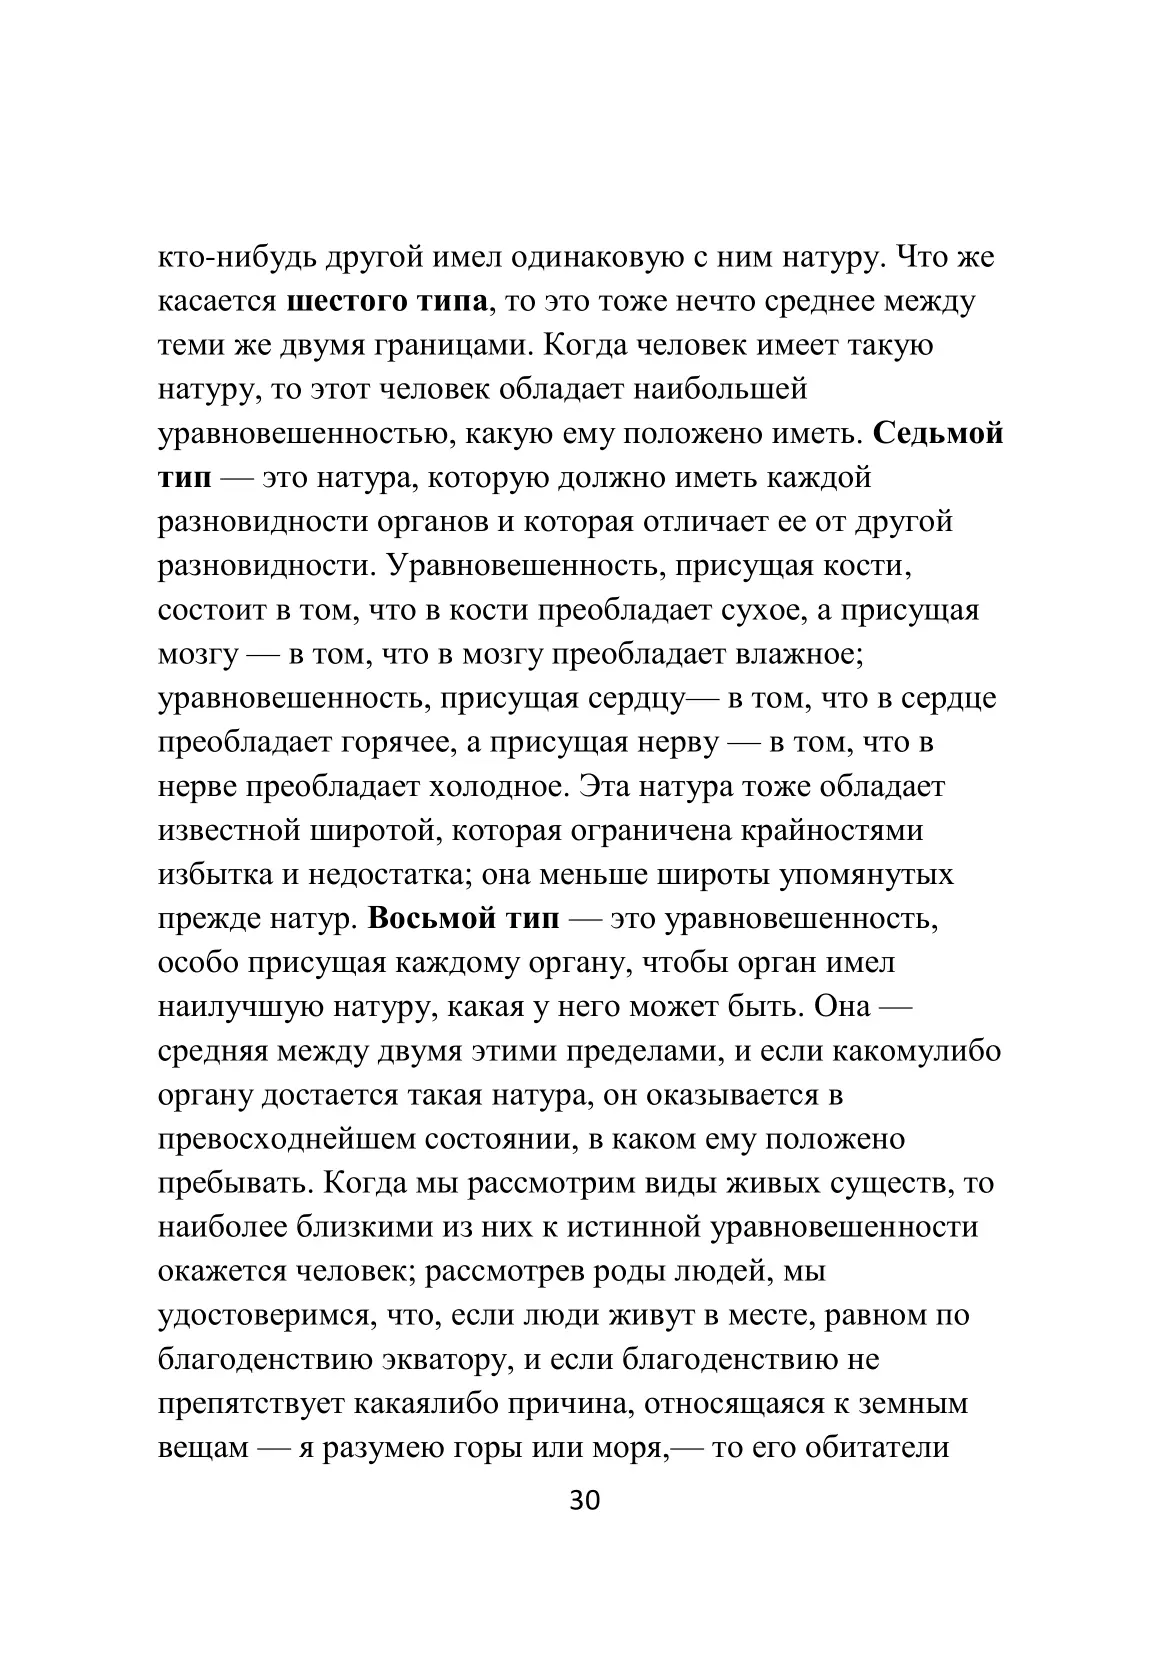 кто-нибудь другой имел одинаковую с ним натуру. Что же
касается шестого типа, то это тоже нечто среднее между
теми же двумя границами. Когда человек имеет такую
натуру, то этот человек обладает наибольшей
уравновешенностью, какую ему положено иметь. Седьмой
тип — это натура, которую должно иметь каждой
разновидности органов и которая отличает ее от другой
разновидности. Уравновешенность, присущая кости,
состоит в том, что в кости преобладает сухое, а присущая
мозгу — в том, что в мозгу преобладает влажное;
уравновешенность, присущая сердцу— в том, что в сердце
преобладает горячее, а присущая нерву — в том, что в
нерве преобладает холодное. Эта натура тоже обладает
известной широтой, которая ограничена крайностями
избытка и недостатка; она меньше широты упомянутых
прежде натур. Восьмой тип — это уравновешенность,
особо присущая каждому органу, чтобы орган имел
наилучшую натуру, какая у него может быть. Она —
средняя между двумя этими пределами, и если какомулибо
органу достается такая натура, он оказывается в
превосходнейшем состоянии, в каком ему положено
пребывать. Когда мы рассмотрим виды живых существ, то
наиболее близкими из них к истинной уравновешенности
окажется человек; рассмотрев роды людей, мы
удостоверимся, что, если люди живут в месте, равном по
благоденствию экватору, и если благоденствию не
препятствует какаялибо причина, относящаяся к земным
вещам — я разумею горы или моря,— то его обитатели
30